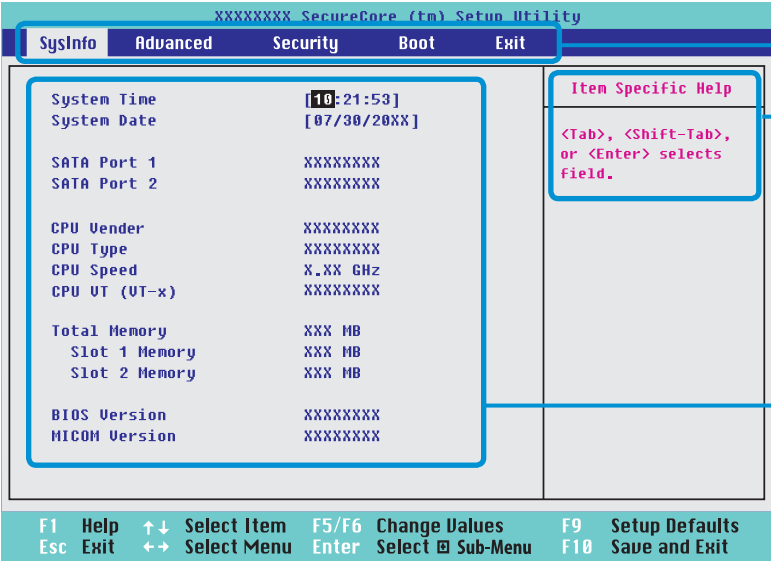 XXXXXXXX SecureCore (tm) Setup Utility
SysInfo Advanced Security Boot Exit
System Time [10:21:53]
System Date [07/30/20XX]
SATA Port 1 XXXXXXXX
SATA Port 2 XXXXXXXX
CPU Vender XXXXXXXX
CPU Type XXXXXXXX
CPU Speed X.XX GHz
CPU VT (VT-x) XXXXXXXX
Total Memory XXX MB
Slot 1 Memory XXX MB
Slot 2 Memory XXX MB
BIOS Version XXXXXXXX
MICOM Version XXXXXXXX
Item Specific Help
<Tab>, <Shift-Tab>,
or <Enter> selects
field.
F1 Help ↑↓ Select Item F5/F6 Change Values F9 Setup Defaults
Esc Exit ←→ Select Menu Enter Select Sub-Menu F10 Save and Exit